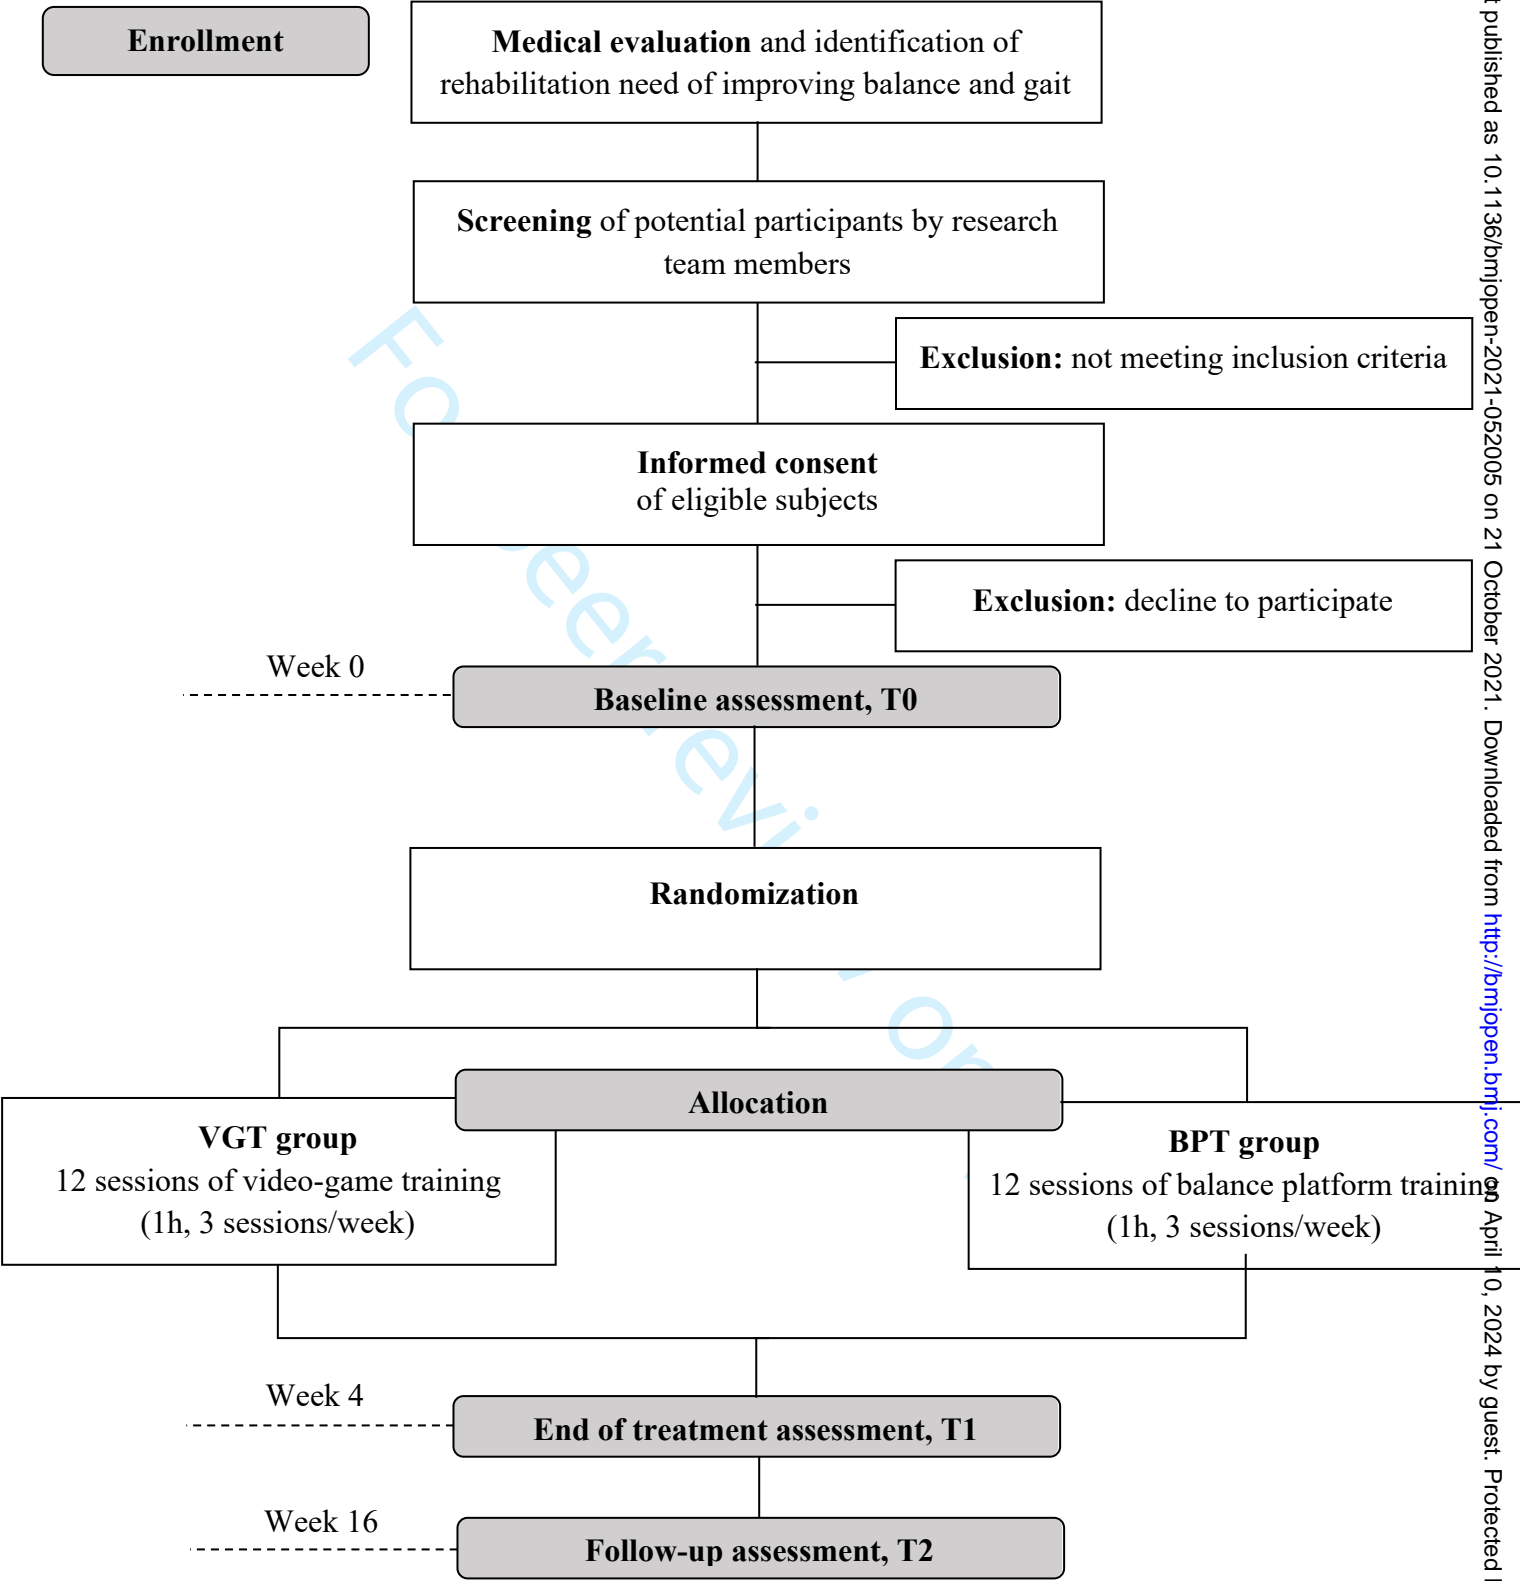 Enrollment
Medical evaluation and identification of
rehabilitation need of improving balance and gait
Screening of potential participants by research
team members
Exclusion: not meeting inclusion criteria
Informed consent
of eligible subjects
Exclusion: decline to participate
Week 0
Baseline assessment, T0
Randomization
Allocation
VGT group
12 sessions of video-game training
(1h, 3 sessions/week)
BPT group
12 sessions of balance platform training
(1h, 3 sessions/week)
Week 4
End of treatment assessment, T1
Week 16
Follow-up assessment, T2
For peer review on
t published as 10.1136/bmjopen-2021-052005 on 21 October 2021. Downloaded from http://bmjopen.bmj.com/ on April 10, 2024 by guest. Protected